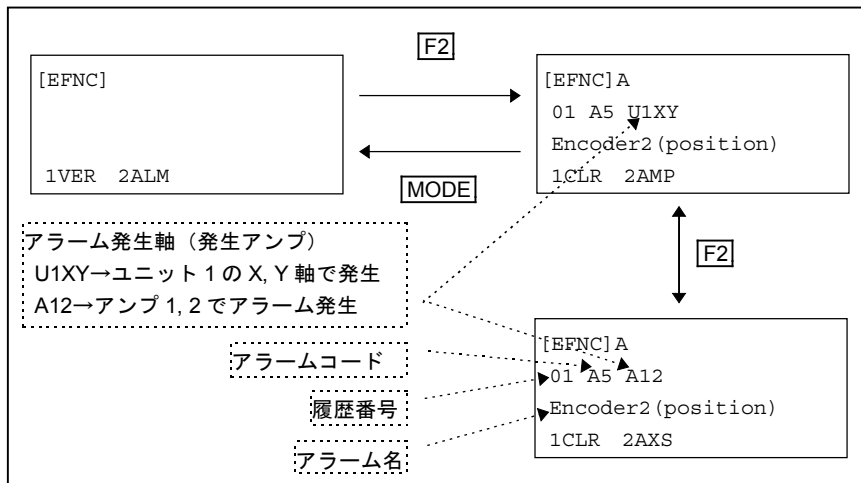 F2
[EFNC]
1VER 2ALM
[EFNC]A
01 A5 U1XY
Encoder2(position)
1CLR 2AMP
MODE
アラーム発生軸（発生アンプ）
U1XY→ユニット1のX, Y軸で発生
A12→アンプ1, 2でアラーム発生
F2
アラームコード
履歴番号
アラーム名
[EFNC]A
01 A5 A12
Encoder2(position)
1CLR 2AXS